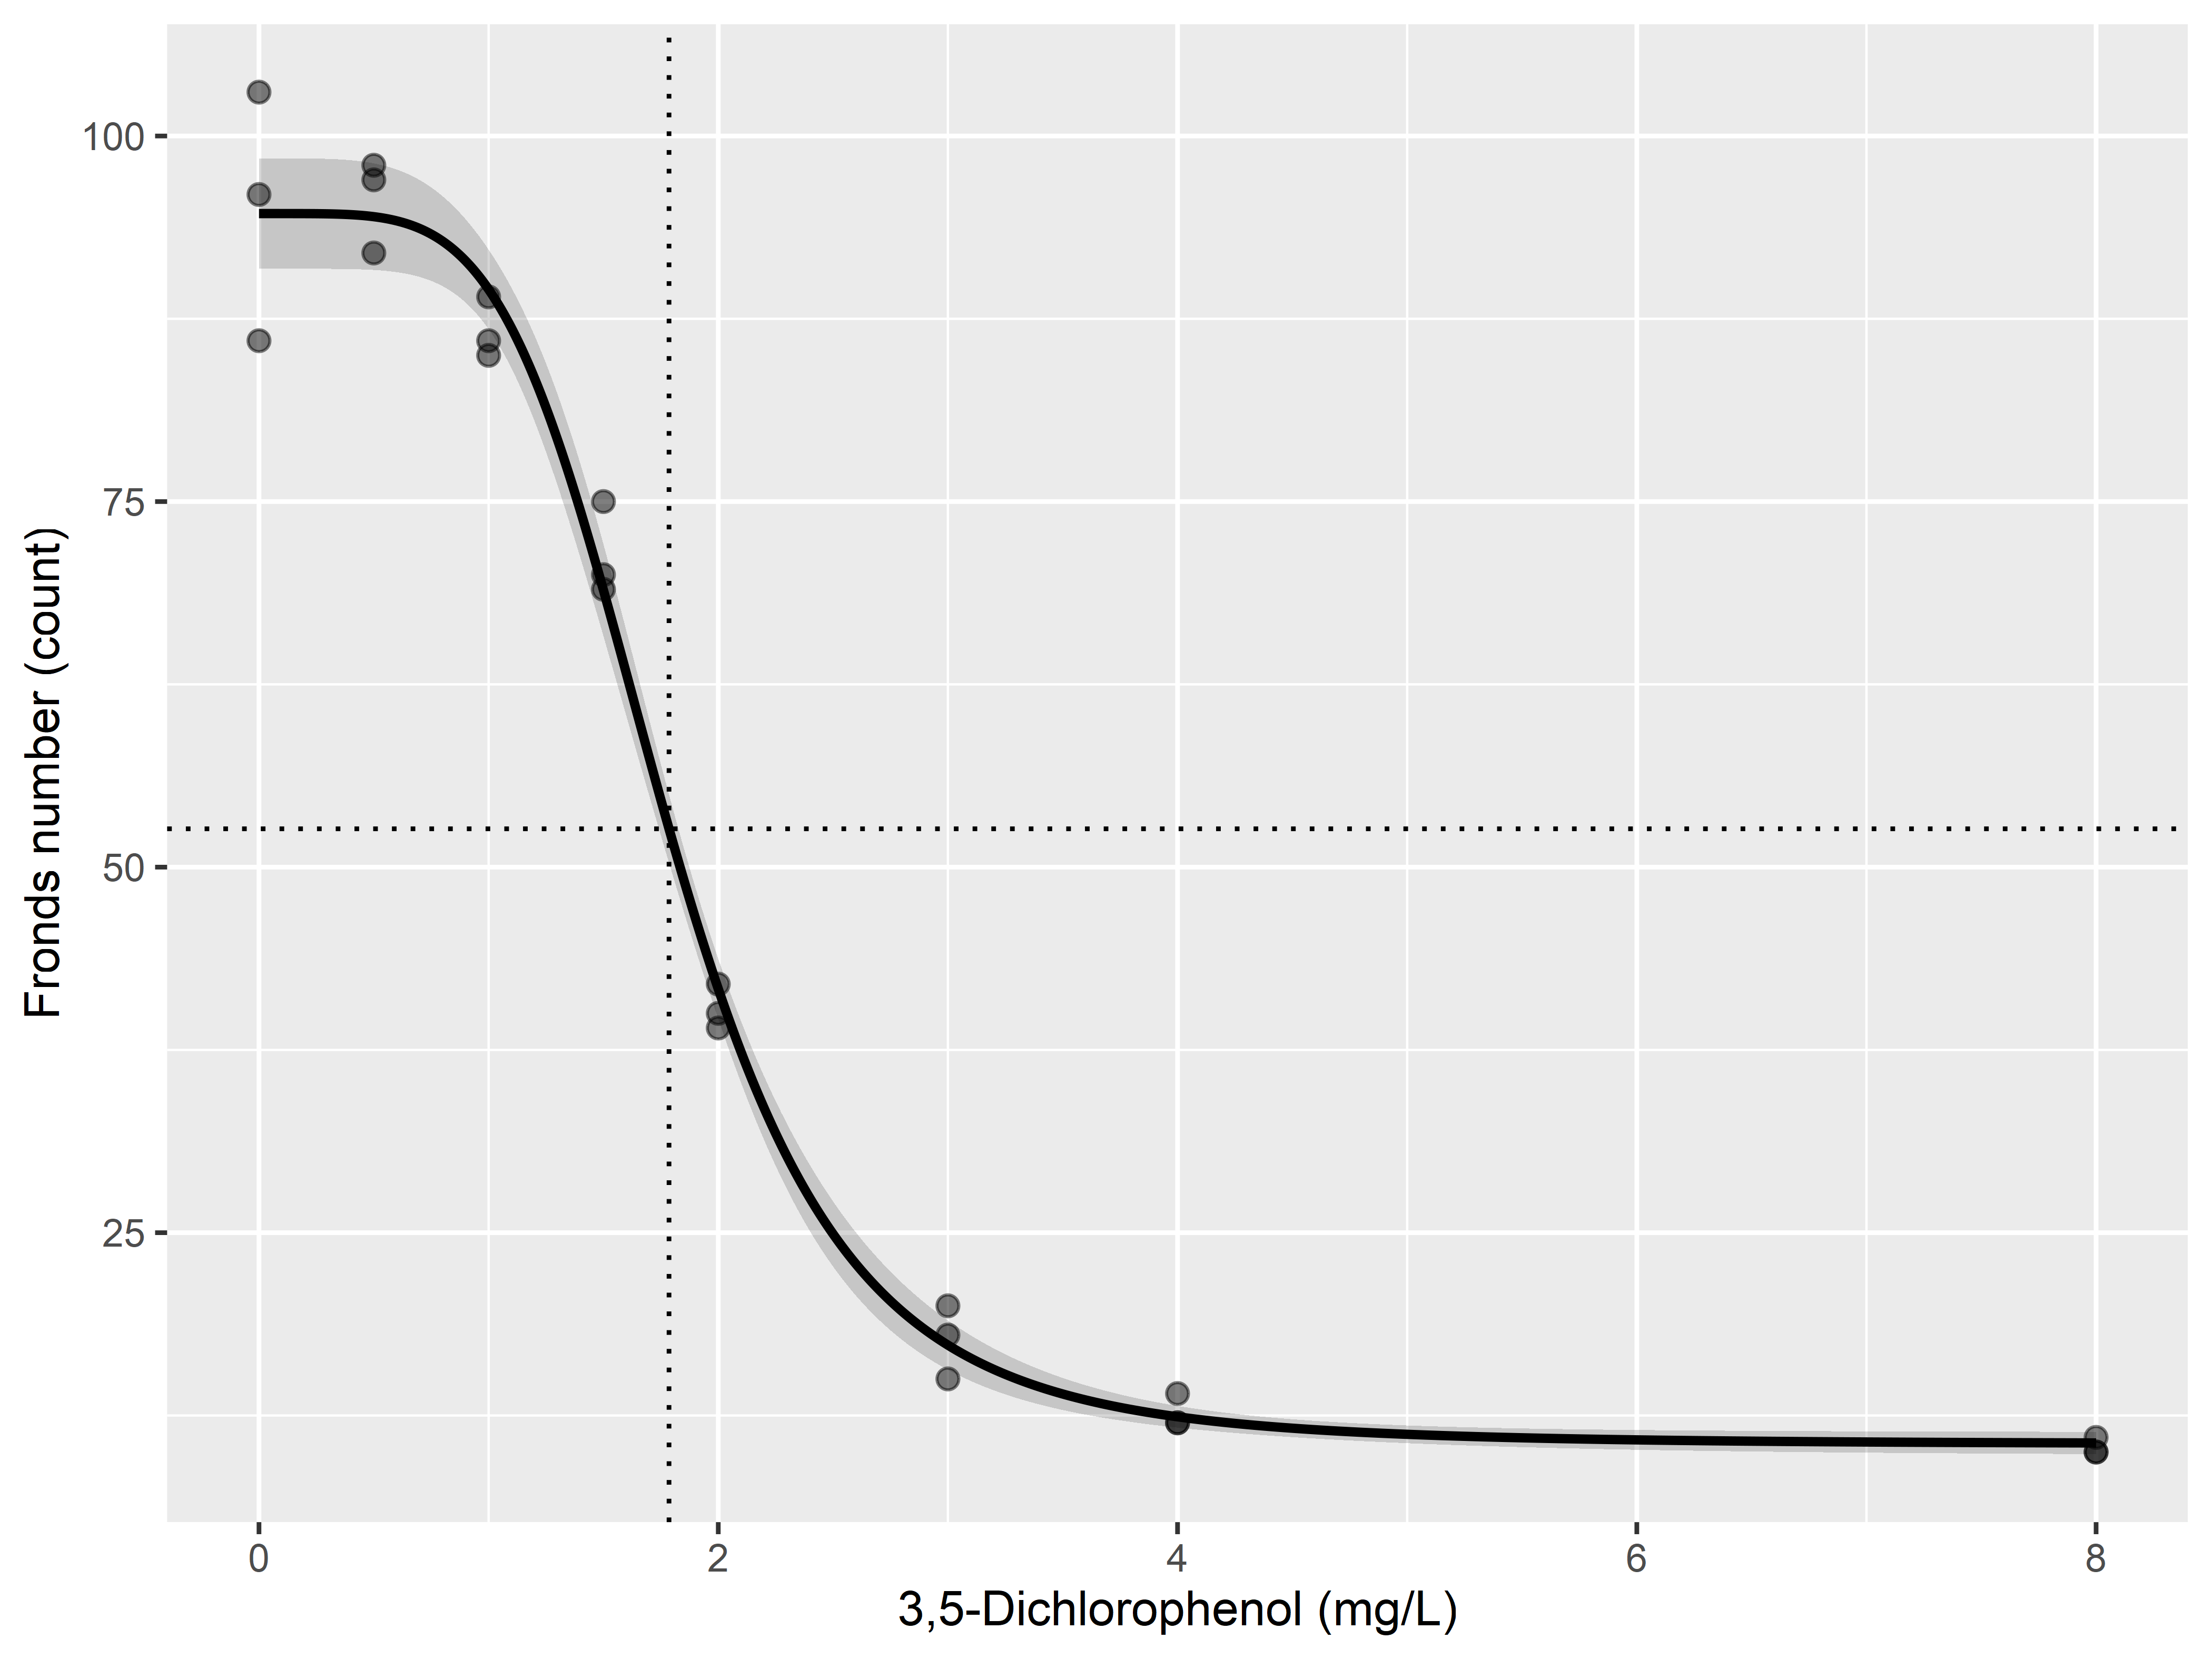 100
75
50
25
Fronds number (count)
0 2 4 6 8
3,5-Dichlorophenol (mg/L)